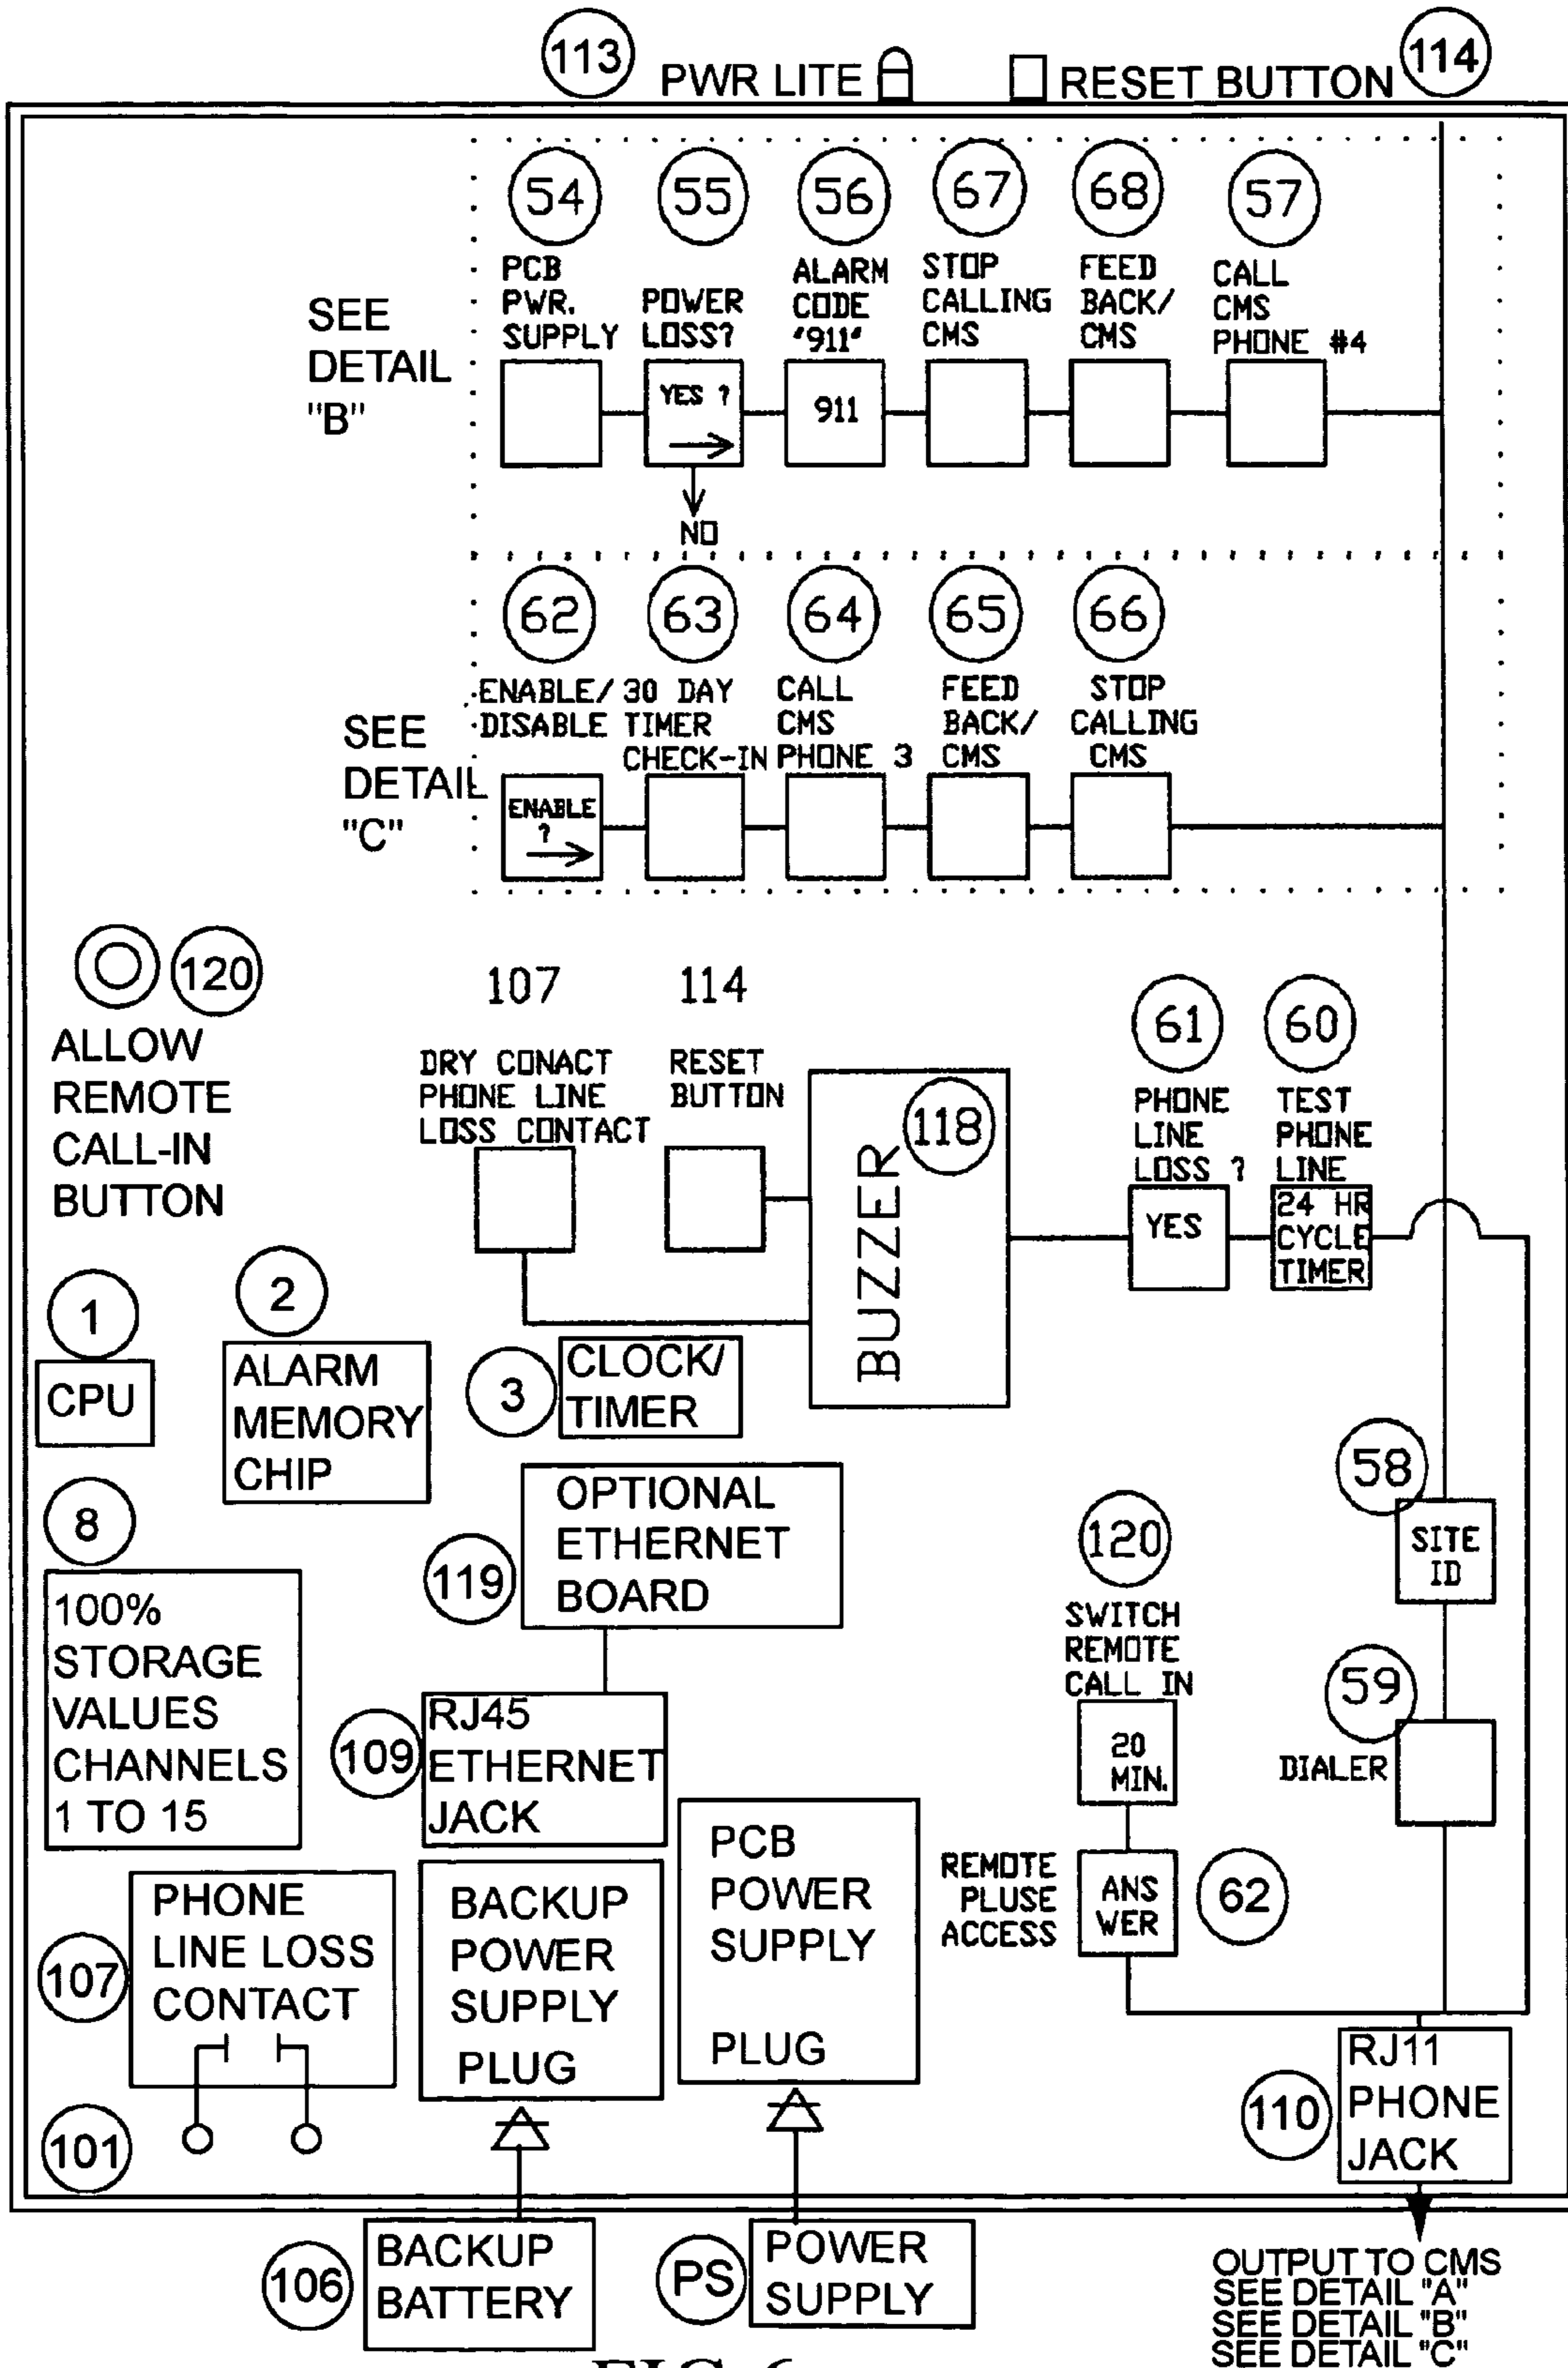 113 PWR LITE RESET BUTTON 114
54 55 56 67 68 57
PCB
PWR.
SUPPLY
POWER
LOSS?
ALARM
CODE
"911"
STOP
CALLING
CMS
FEED
BACK/
CMS
CALL
CMS
PHONE #4
SEE
DETAIL
"B"
YES ?
911
NO
62 63 64 65 66
ENABLE/
DISABLE
30 DAY
TIMER
CHECK-IN
CALL
CMS
PHONE 3
FEED
BACK/
CMS
STOP
CALLING
CMS
SEE
DETAIL
"C"
ENABLE
?
120
ALLOW
REMOTE
CALL-IN
BUTTON
107
DRY CONACT
PHONE LINE
LOSS CONTACT
114
RESET
BUTTON
BUZZER
118
61
PHONE
LINE
LOSS ?
YES
60
TEST
PHONE
LINE
24 HR
CYCLE
TIMER
1
CPU
2
ALARM
MEMORY
CHIP
3
CLOCK/
TIMER
8
100%
STORAGE
VALUES
CHANNELS
1 TO 15
119
OPTIONAL
ETHERNET
BOARD
109
RJ45
ETHERNET
JACK
58
SITE
ID
120
SWITCH
REMOTE
CALL IN
20
MIN.
59
DIALER
REMOTE
PLUSE
ACCESS
ANS
WER
62
107
PHONE
LINE LOSS
CONTACT
101
BACKUP
POWER
SUPPLY
PLUG
PCB
POWER
SUPPLY
PLUG
110
RJ11
PHONE
JACK
106
BACKUP
BATTERY
PS
POWER
SUPPLY
OUTPUT TO CMS
SEE DETAIL "A"
SEE DETAIL "B"
SEE DETAIL "C"